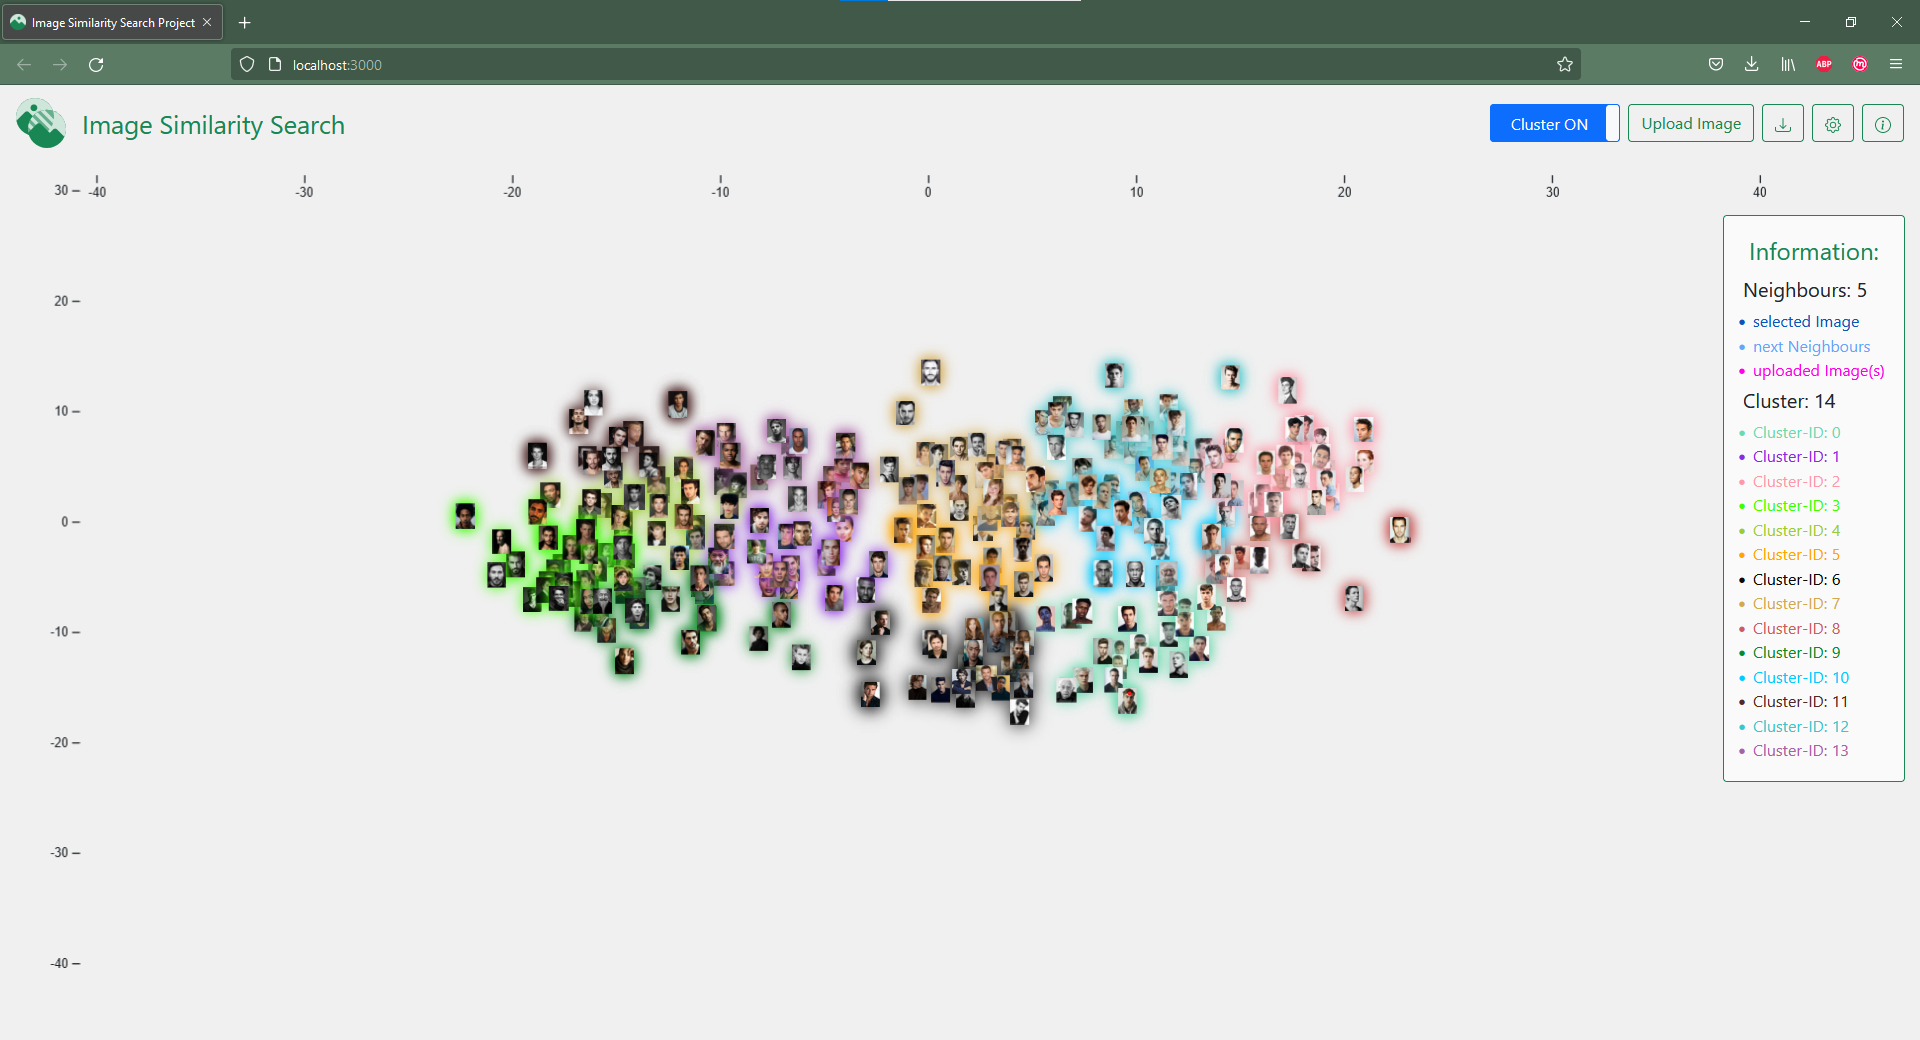 Image Similarity Search Project
localhost:3000
ABP
Image Similarity Search
Cluster ON
Upload Image
-40 -30 -20 -10 0 10 20 30 40
30
20
10
0
-10
-20
-30
-40
Information:
Neighbours: 5
selected Image
next Neighbours
uploaded Image(s)
Cluster: 14
Cluster-ID: 0
Cluster-ID: 1
Cluster-ID: 2
Cluster-ID: 3
Cluster-ID: 4
Cluster-ID: 5
Cluster-ID: 6
Cluster-ID: 7
Cluster-ID: 8
Cluster-ID: 9
Cluster-ID: 10
Cluster-ID: 11
Cluster-ID: 12
Cluster-ID: 13